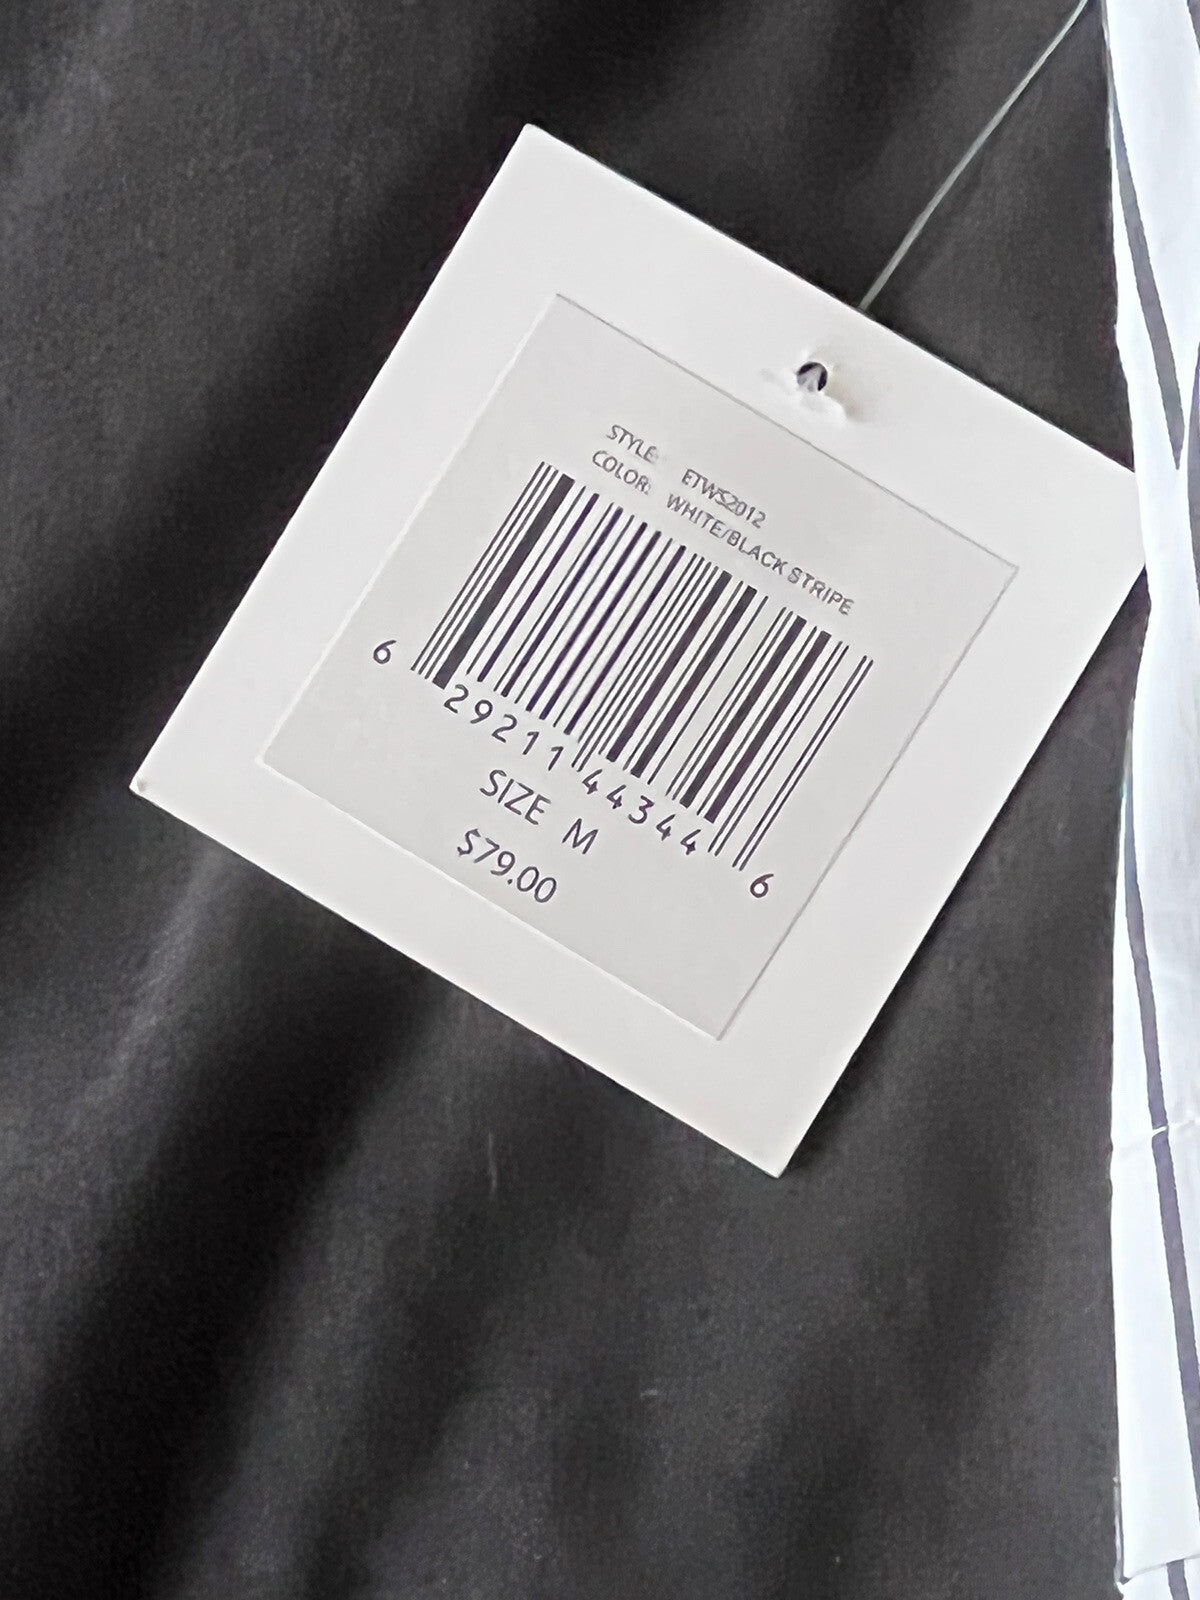 STYLE: ETWS2012
COLOR: WHITE/BLACK STRIPE
6 29211 44344 6
SIZE M
$79.00